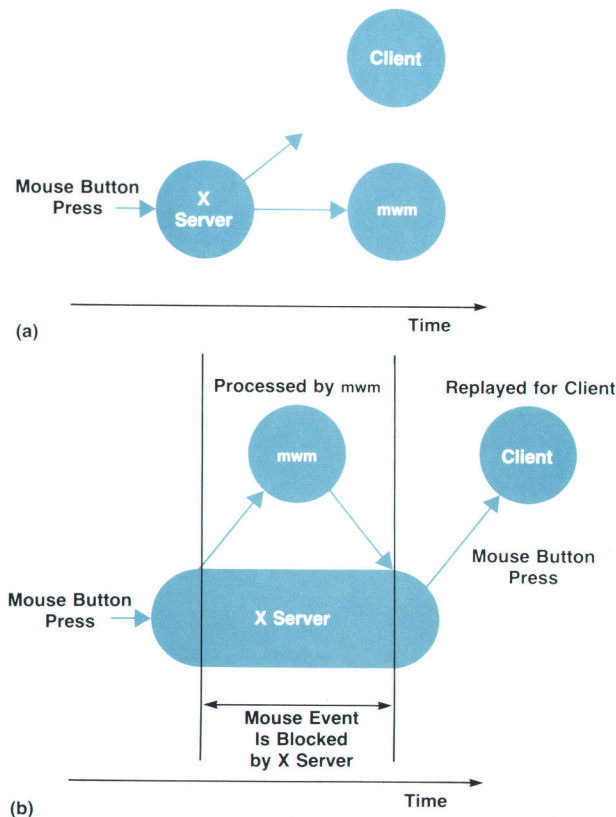 Client
Mouse Button
Press
X
Server
mwm
Time
(a)
Processed by mwm
Replayed for Client
mwm
Client
Mouse Button
Press
Mouse Button
Press
X Server
Mouse Event
Is Blocked
by X Server
Time
(b)